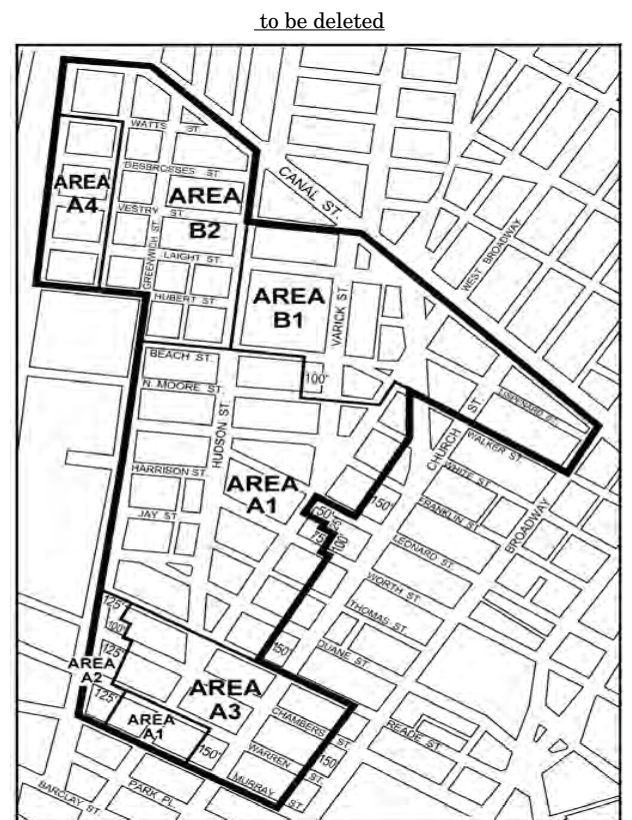 to be deleted
WATTS ST
CANAL ST.
DESBROSSES ST
AREA
A4
AREA
B2
VESTRY ST
GREENWICH ST.
LAIGHT ST.
WEST BROADWAY
HUBERT ST
AREA
B1
VARICK ST.
BEACH ST.
100'
N. MOORE ST.
LISPENARD ST.
HUDSON ST.
CHURCH ST.
WALKER ST.
HARRISON ST.
WHITE ST.
AREA
A1
150'
FRANKLIN ST
BROADWAY
JAY ST
50'
25'
75'
100'
LEONARD ST.
WORTH ST.
125'
THOMAS ST.
100'
150'
DUANE ST.
125'
AREA
A2
AREA
A3
125'
AREA
A1
CHAMBERS ST.
READE ST.
150'
WARREN ST.
150'
MURRAY ST.
PARK PL.
BARCLAY ST.